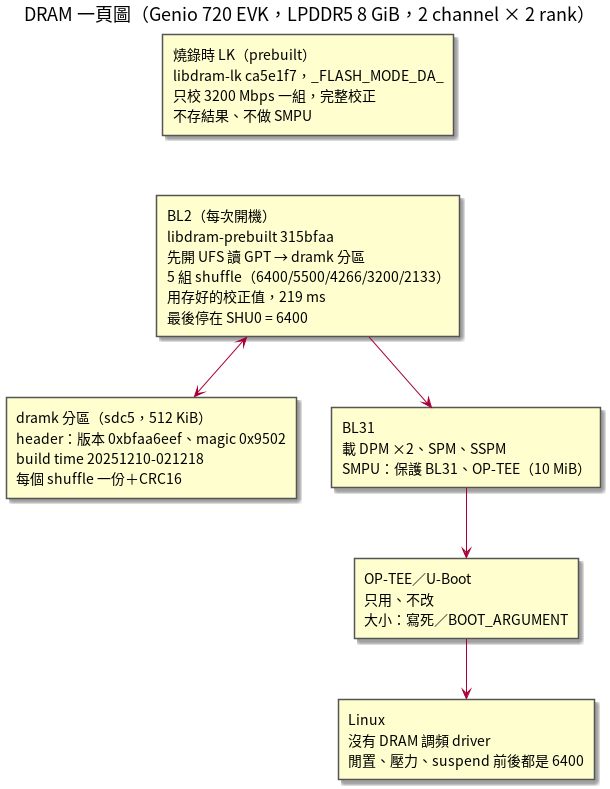 DRAM 一頁圖（Genio 720 EVK，LPDDR5 8 GiB，2 channel × 2 rank）
燒錄時 LK（prebuilt）
libdram-lk ca5e1f7，_FLASH_MODE_DA_
只校 3200 Mbps 一組，完整校正
不存結果、不做 SMPU
BL2（每次開機）
libdram-prebuilt 315bfaa
先開 UFS 讀 GPT → dramk 分區
5 組 shuffle（6400/5500/4266/3200/2133）
用存好的校正值，219 ms
最後停在 SHU0 = 6400
dramk 分區（sdc5，512 KiB）
header：版本 0xbfaa6eef、magic 0x9502
build time 20251210-021218
每個 shuffle 一份＋CRC16
BL31
載 DPM ×2、SPM、SSPM
SMPU：保護 BL31、OP-TEE（10 MiB）
OP-TEE／U-Boot
只用、不改
大小：寫死／BOOT_ARGUMENT
Linux
沒有 DRAM 調頻 driver
閒置、壓力、suspend 前後都是 6400